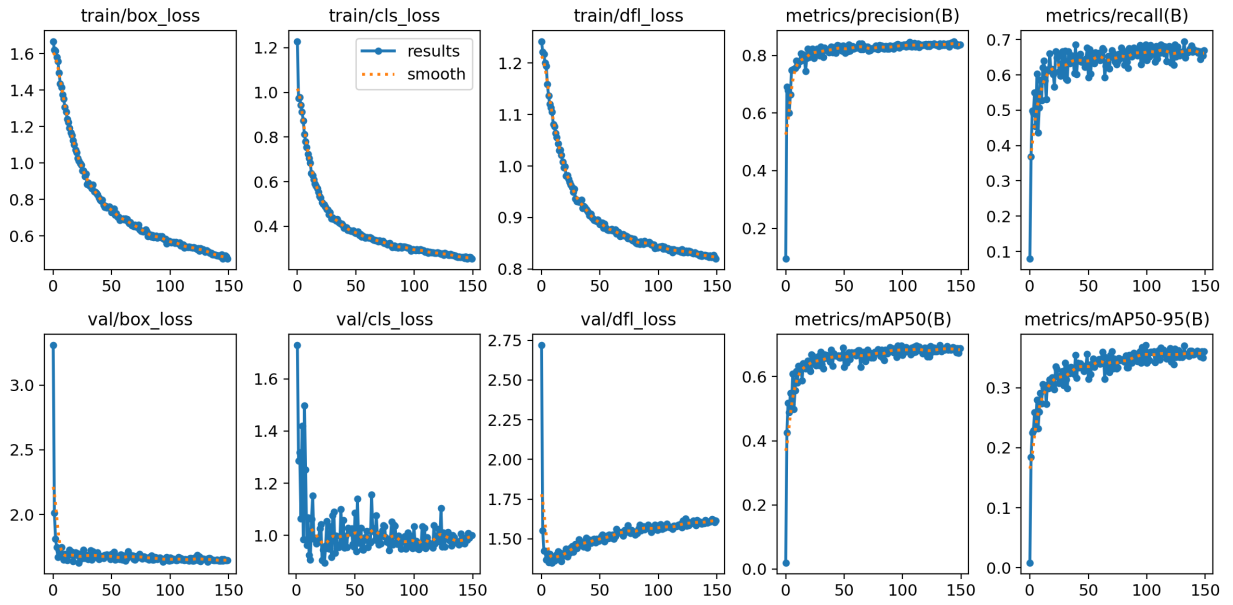 train/box_loss
1.6
1.4
1.2
1.0
0.8
0.6
0 50 100 150
train/cls_loss
results
smooth
1.2
1.0
0.8
0.6
0.4
0 50 100 150
train/dfl_loss
1.2
1.1
1.0
0.9
0.8
0 50 100 150
metrics/precision(B)
0.8
0.6
0.4
0.2
0 50 100 150
metrics/recall(B)
0.7
0.6
0.5
0.4
0.3
0.2
0.1
0 50 100 150
val/box_loss
3.0
2.5
2.0
0 50 100 150
val/cls_loss
1.6
1.4
1.2
1.0
0 50 100 150
val/dfl_loss
2.75
2.50
2.25
2.00
1.75
1.50
0 50 100 150
metrics/mAP50(B)
0.6
0.4
0.2
0.0
0 50 100 150
metrics/mAP50-95(B)
0.3
0.2
0.1
0.0
0 50 100 150